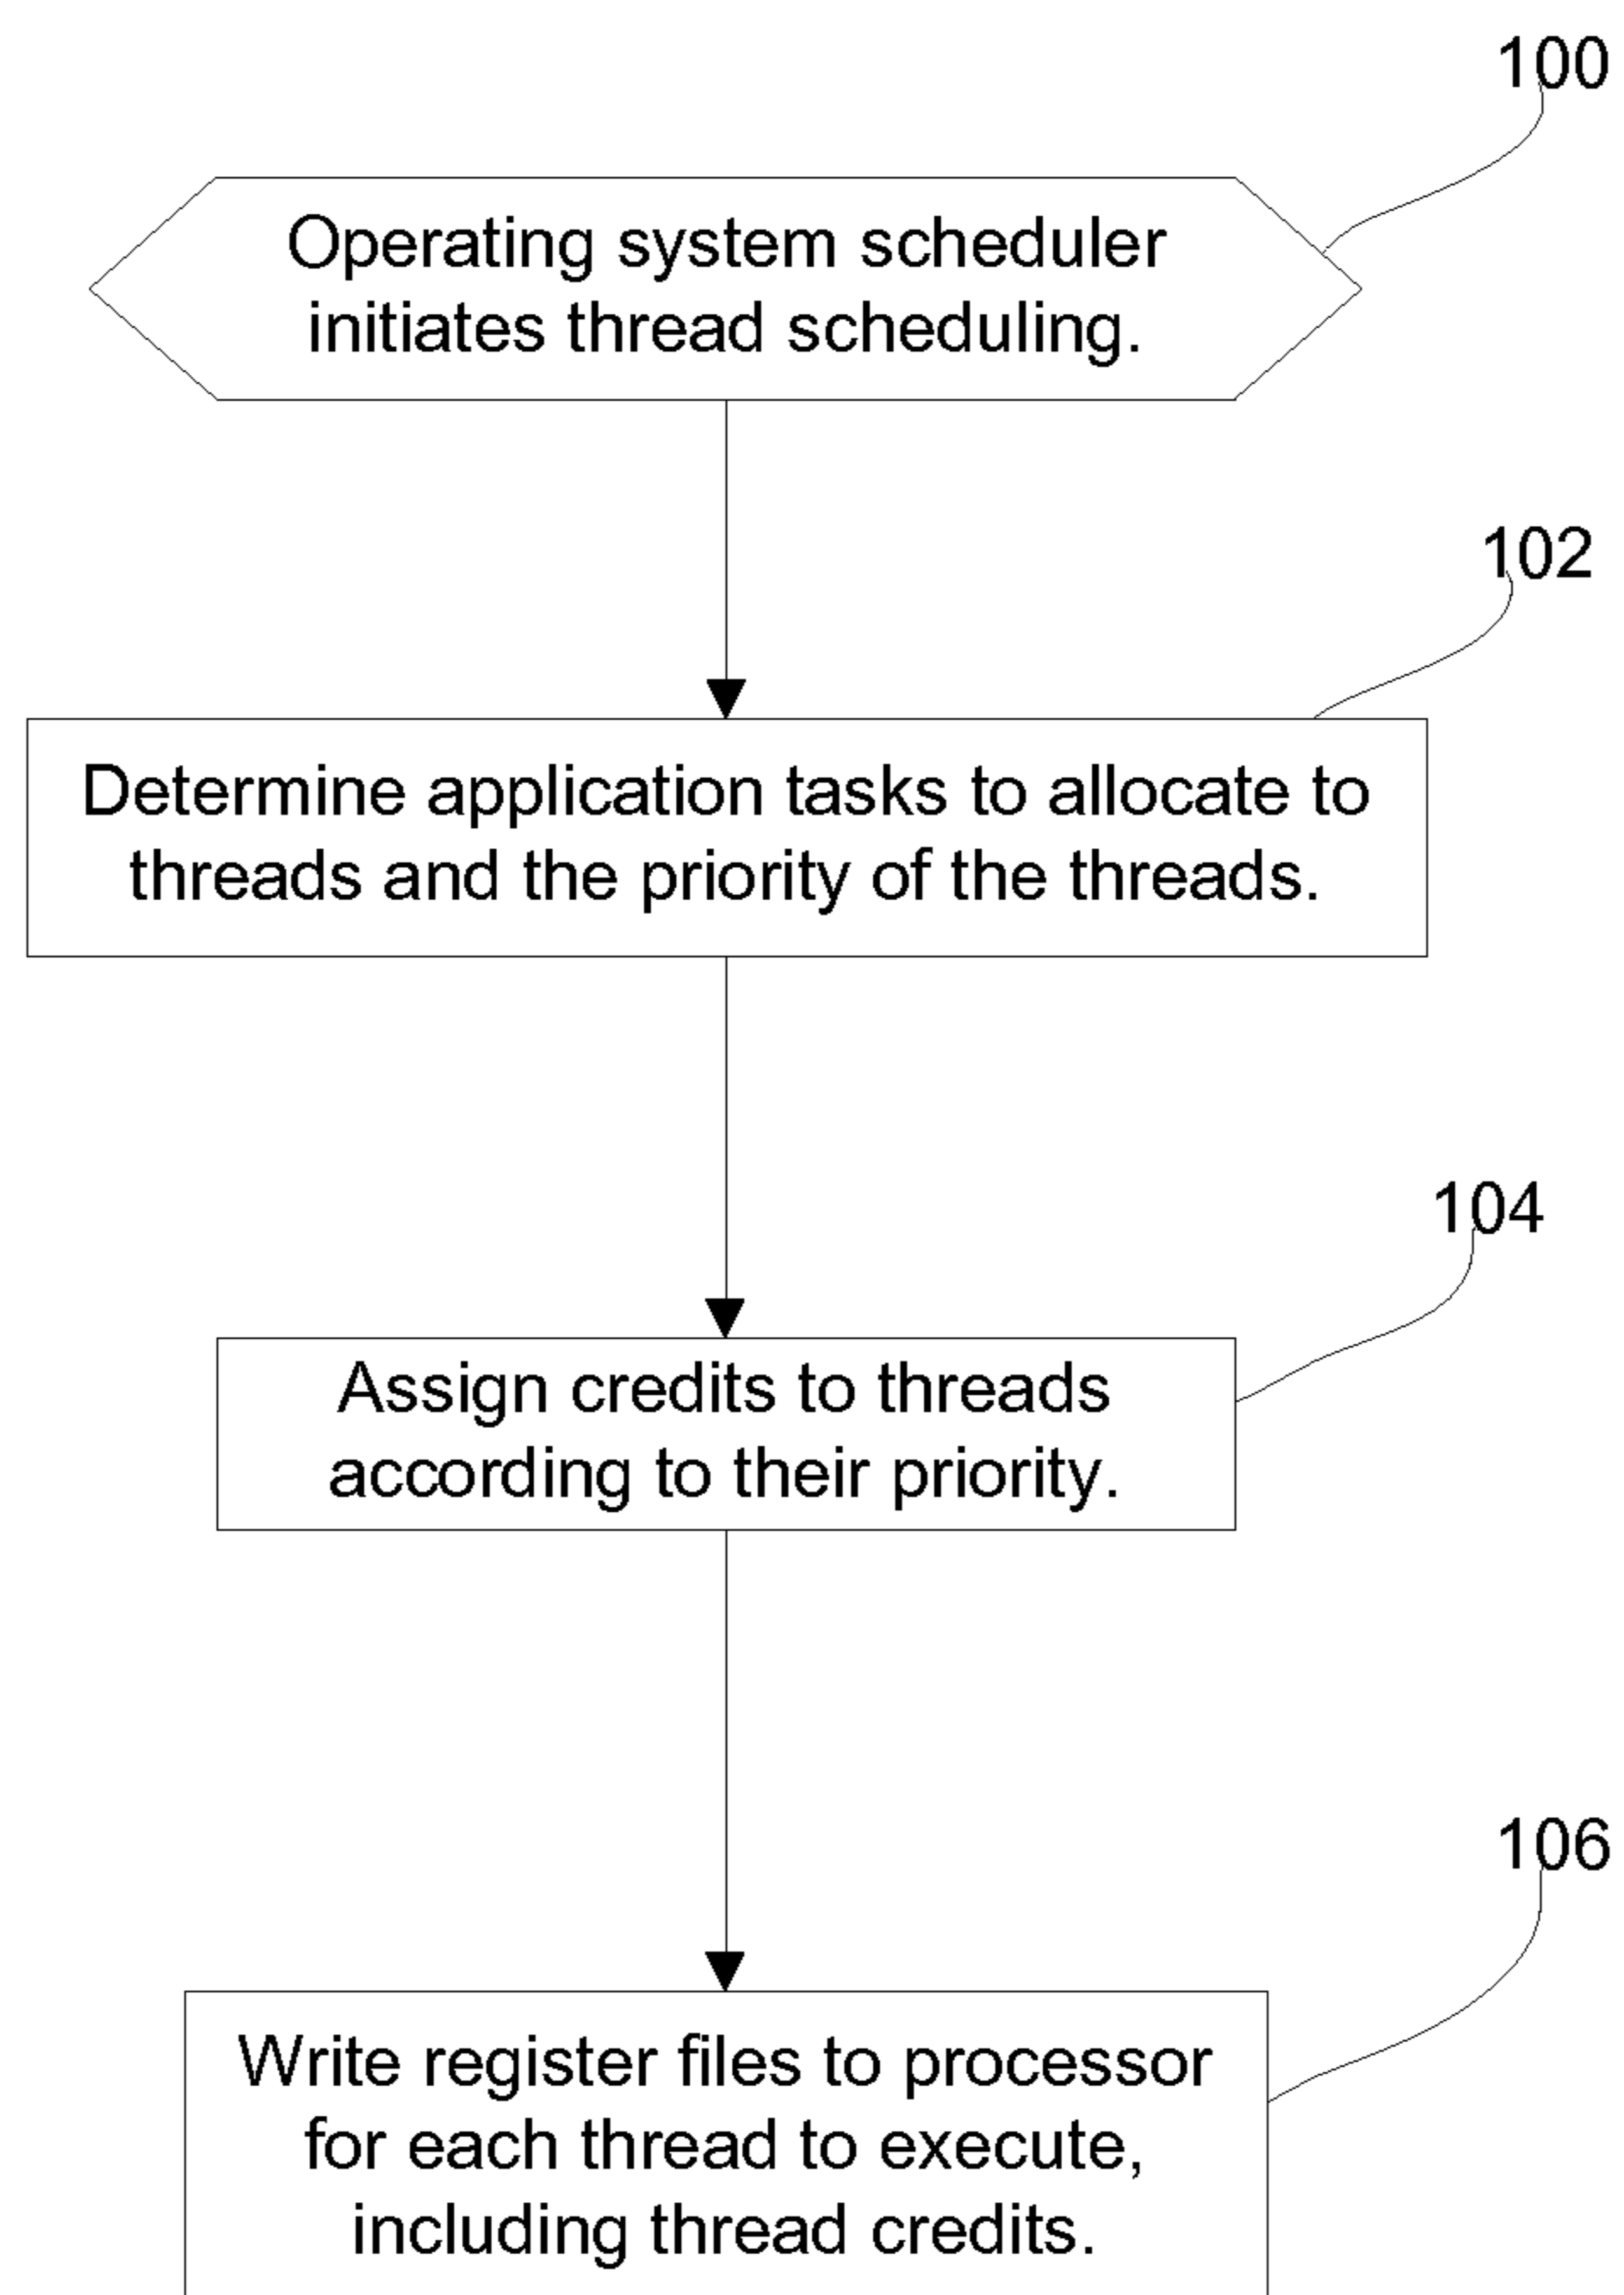 100
Operating system scheduler
initiates thread scheduling.
102
Determine application tasks to allocate to
threads and the priority of the threads.
104
Assign credits to threads
according to their priority.
106
Write register files to processor
for each thread to execute,
including thread credits.